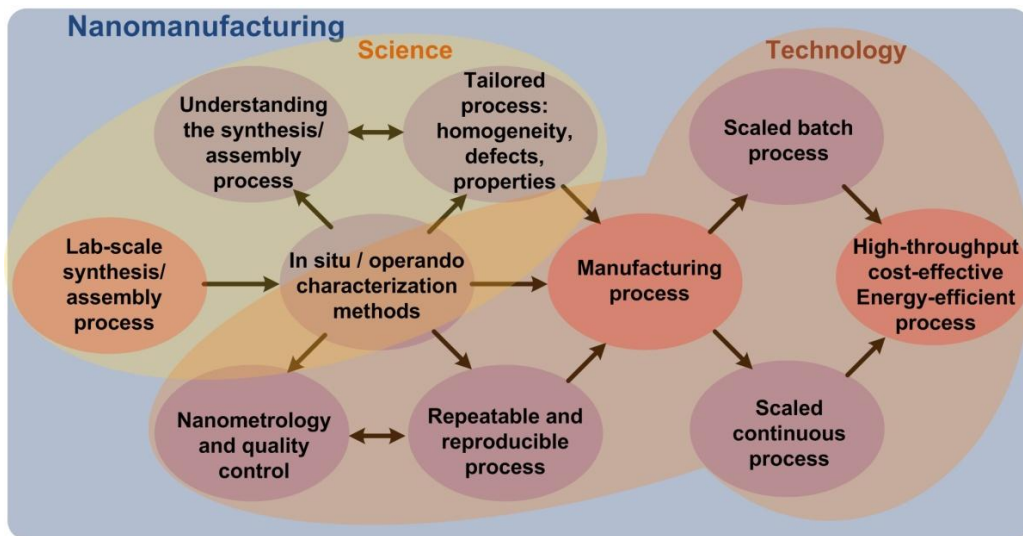 Nanomanufacturing
Science
Technology
Understanding
the synthesis/
assembly
process
Tailored
process:
homogeneity,
defects,
properties
Scaled batch
process
Lab-scale
synthesis/
assembly
process
In situ / operando
characterization
methods
Manufacturing
process
High-throughput
cost-effective
Energy-efficient
process
Nanometrology
and quality
control
Repeatable and
reproducible
process
Scaled
continuous
process